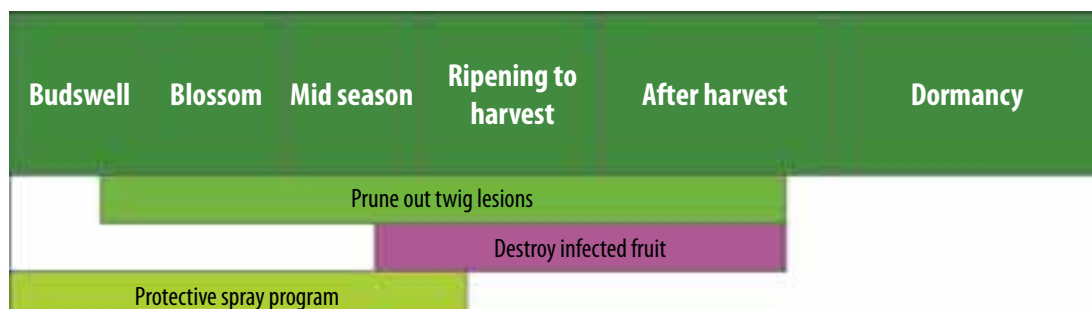 Budswell Blossom Mid season Ripening to harvest After harvest Dormancy
Prune out twig lesions
Destroy infected fruit
Protective spray program